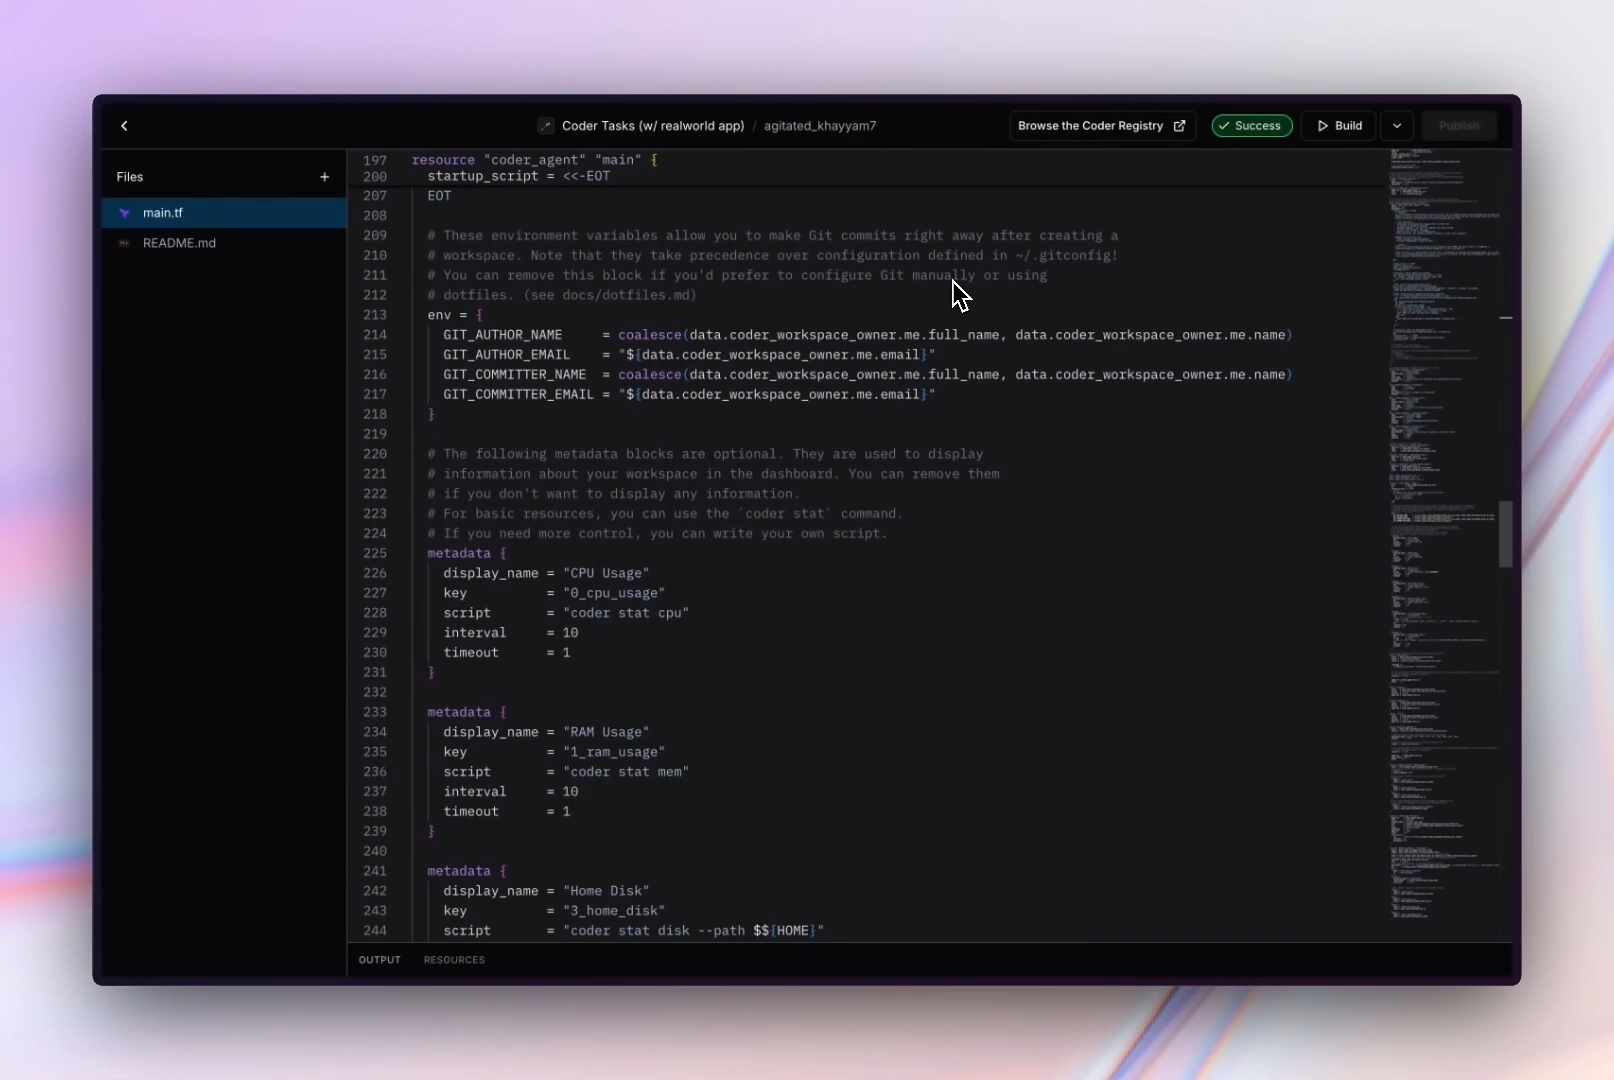 Coder Tasks (w/ realworld app) / agitated_khayyam7
Browse the Coder Registry
Success
Build
Publish
Files
+
main.tf
README.md
197 resource "coder_agent" "main" {
200 startup_script = <<-EOT
207 EOT
208
209 # These environment variables allow you to make Git commits right away after creating a
210 # workspace. Note that they take precedence over configuration defined in ~/.gitconfig!
211 # You can remove this block if you'd prefer to configure Git manually or using
212 # dotfiles. (see docs/dotfiles.md)
213 env = {
214 GIT_AUTHOR_NAME = coalesce(data.coder_workspace_owner.me.full_name, data.coder_workspace_owner.me.name)
215 GIT_AUTHOR_EMAIL = "${data.coder_workspace_owner.me.email}"
216 GIT_COMMITTER_NAME = coalesce(data.coder_workspace_owner.me.full_name, data.coder_workspace_owner.me.name)
217 GIT_COMMITTER_EMAIL = "${data.coder_workspace_owner.me.email}"
218 }
219
220 # The following metadata blocks are optional. They are used to display
221 # information about your workspace in the dashboard. You can remove them
222 # if you don't want to display any information.
223 # For basic resources, you can use the `coder stat` command.
224 # If you need more control, you can write your own script.
225 metadata {
226 display_name = "CPU Usage"
227 key = "0_cpu_usage"
228 script = "coder stat cpu"
229 interval = 10
230 timeout = 1
231 }
232
233 metadata {
234 display_name = "RAM Usage"
235 key = "1_ram_usage"
236 script = "coder stat mem"
237 interval = 10
238 timeout = 1
239 }
240
241 metadata {
242 display_name = "Home Disk"
243 key = "3_home_disk"
244 script = "coder stat disk --path $${HOME}"
OUTPUT RESOURCES